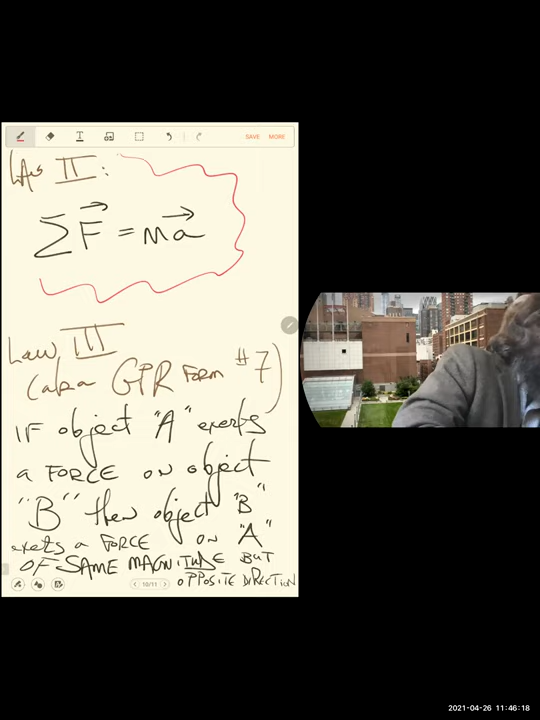 SAVE MORE
Law II:
ΣF⃗ = ma⃗
Law III
(aka GPR FORM #7)
IF object "A" exerts
a FORCE ON object
"B" then object "B"
exerts a FORCE ON "A"
OF SAME MAGNITUDE BUT
OPPOSITE DIRECTION
10/11
2021-04-26 11:46:18